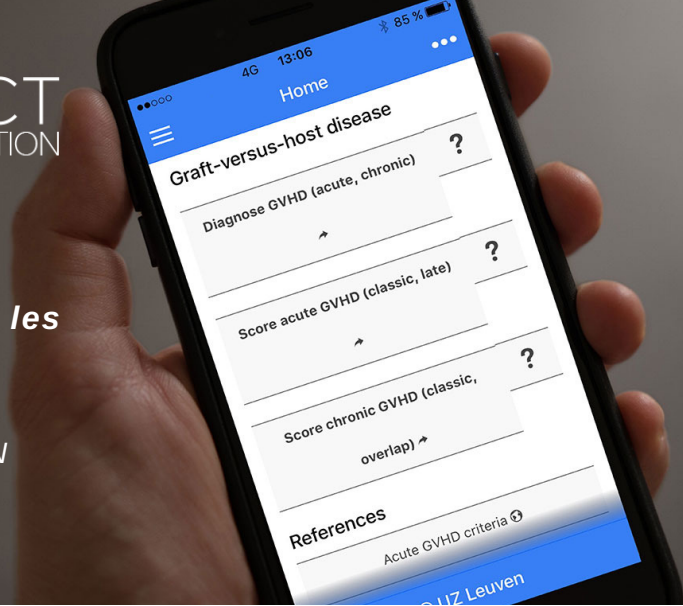 CT
TION
les
4G 13:06 85 %
Home
Graft-versus-host disease
Diagnose GVHD (acute, chronic)
?
Score acute GVHD (classic, late)
?
Score chronic GVHD (classic,
overlap)
?
References
Acute GVHD criteria
UZ Leuven